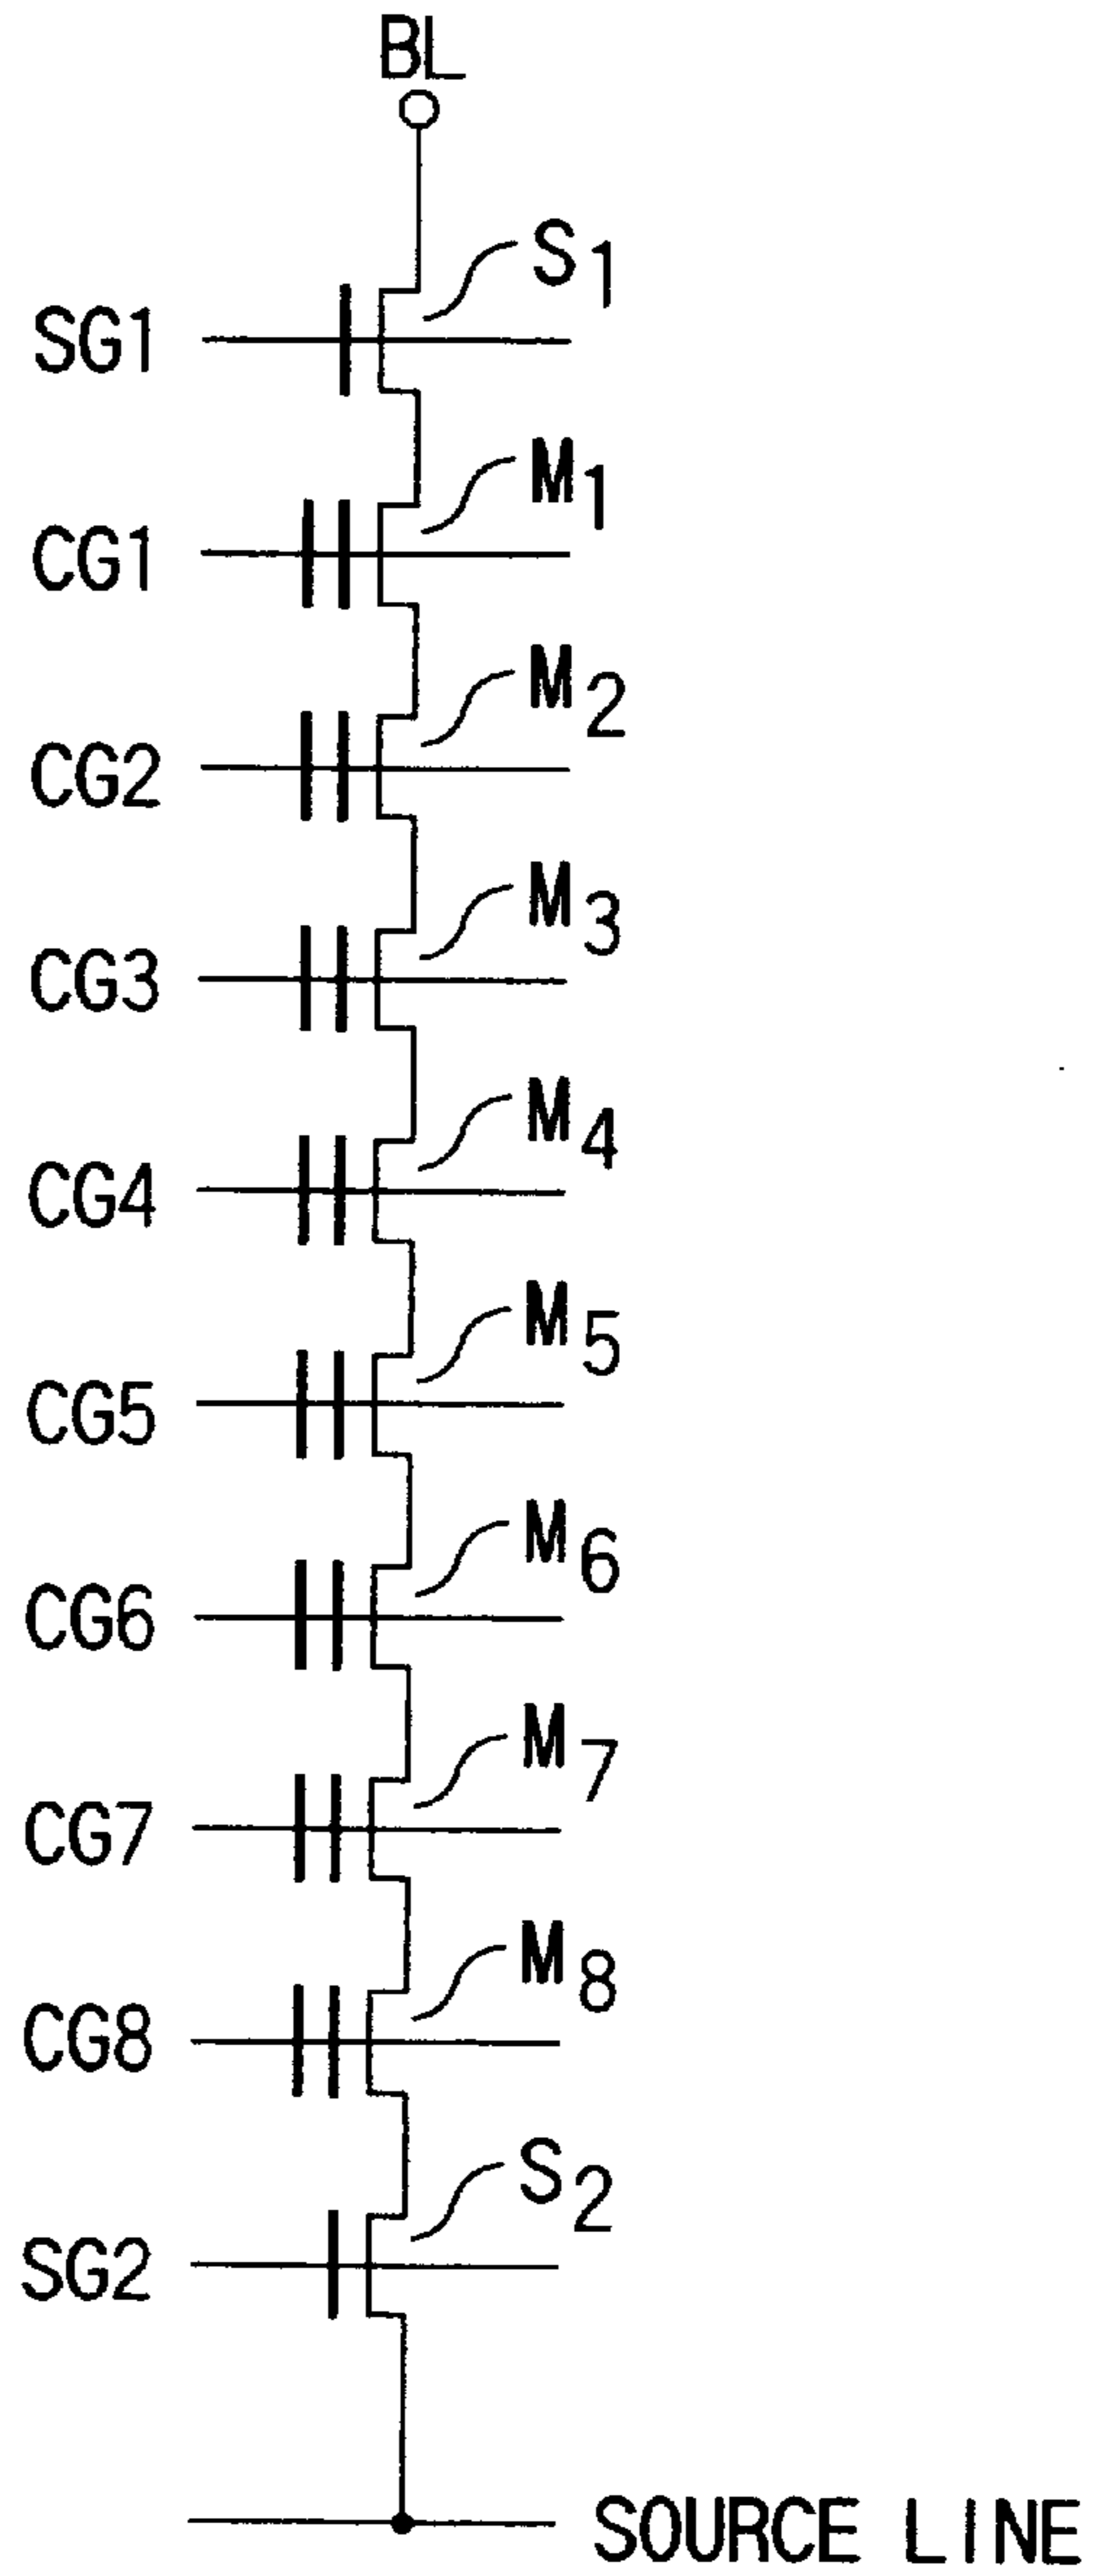 BL
S1
SG1
M1
CG1
M2
CG2
M3
CG3
M4
CG4
M5
CG5
M6
CG6
M7
CG7
M8
CG8
S2
SG2
SOURCE LINE